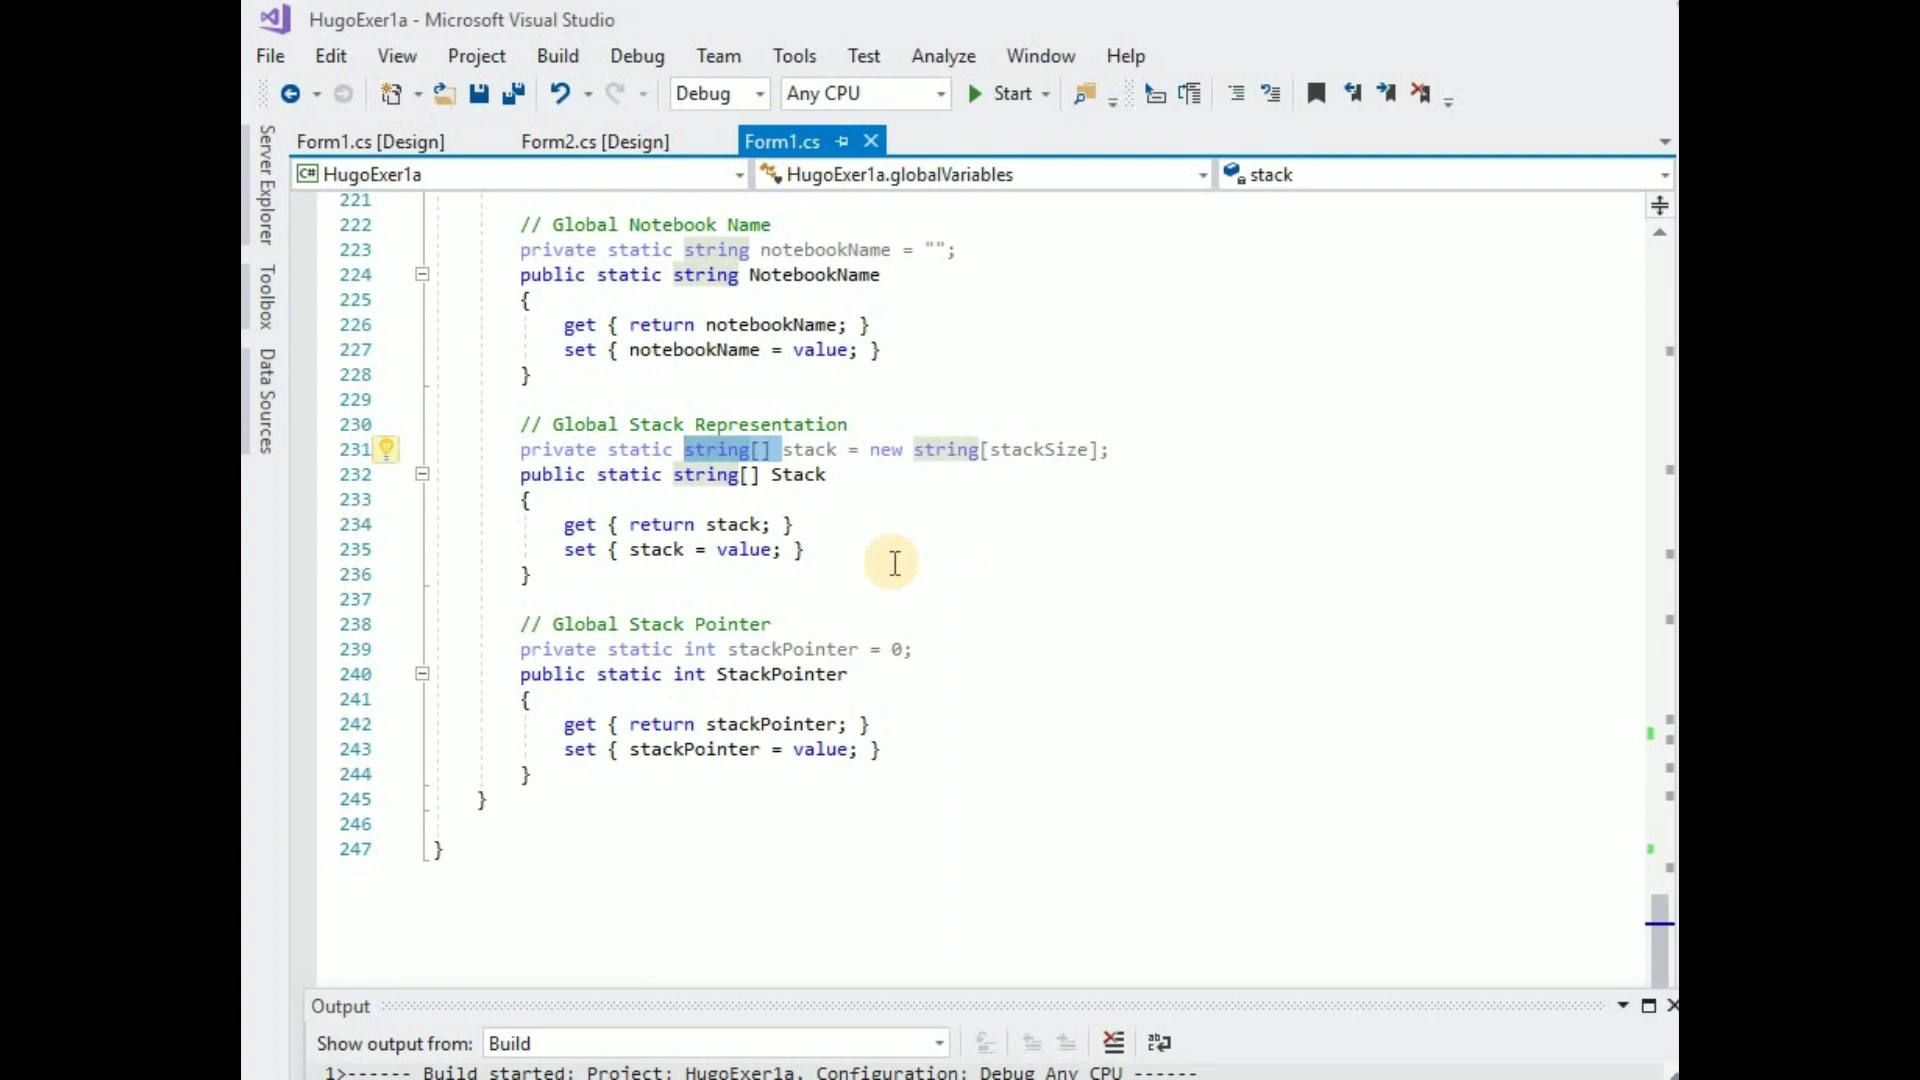 HugoExer1a - Microsoft Visual Studio
File Edit View Project Build Debug Team Tools Test Analyze Window Help
Debug Any CPU Start
Form1.cs [Design] Form2.cs [Design] Form1.cs
C# HugoExer1a HugoExer1a.globalVariables stack
Server Explorer
Toolbox
Data Sources
221
222 // Global Notebook Name
223 private static string notebookName = "";
224 public static string NotebookName
225 {
226 get { return notebookName; }
227 set { notebookName = value; }
228 }
229
230 // Global Stack Representation
231 private static string[] stack = new string[stackSize];
232 public static string[] Stack
233 {
234 get { return stack; }
235 set { stack = value; }
236 }
237
238 // Global Stack Pointer
239 private static int stackPointer = 0;
240 public static int StackPointer
241 {
242 get { return stackPointer; }
243 set { stackPointer = value; }
244 }
245 }
246
247 }
Output
Show output from: Build
1>------ Build started: Project: HugoExer1a, Configuration: Debug Any CPU ------